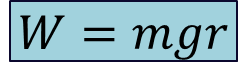 W = mgr